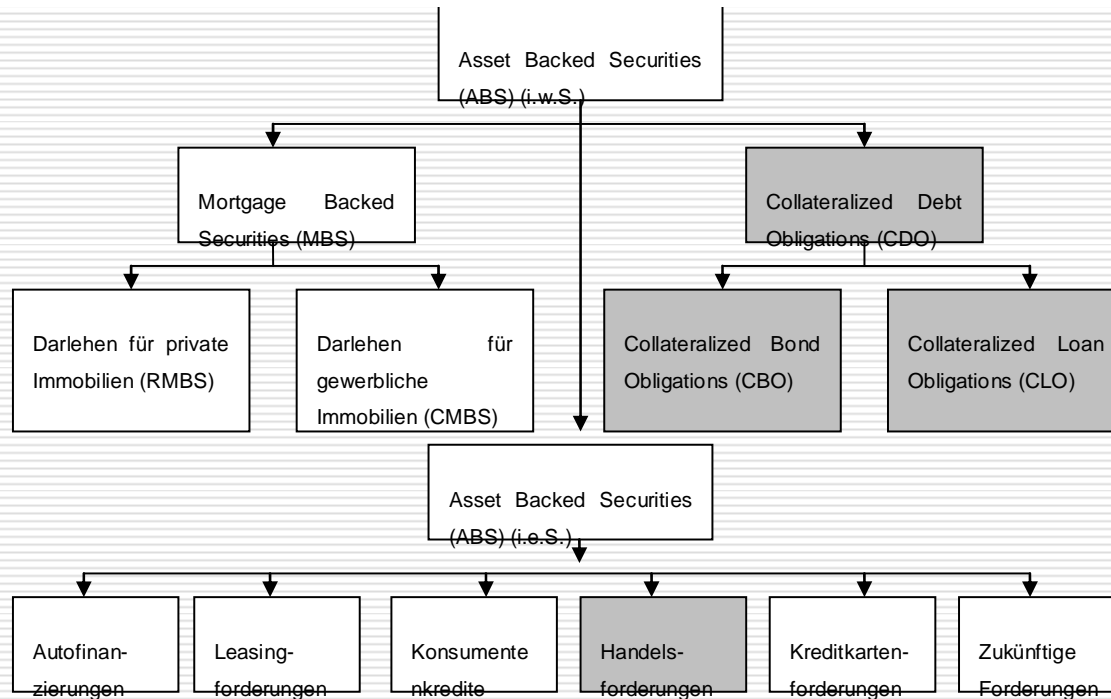 Asset Backed Securities
(ABS) (i.w.S.)
Mortgage Backed
Securities (MBS)
Collateralized Debt
Obligations (CDO)
Darlehen für private
Immobilien (RMBS)
Darlehen für
gewerbliche
Immobilien (CMBS)
Collateralized Bond
Obligations (CBO)
Collateralized Loan
Obligations (CLO)
Asset Backed Securities
(ABS) (i.e.S.)
Autofinan-
zierungen
Leasing-
forderungen
Konsumente
nkredite
Handels-
forderungen
Kreditkarten-
forderungen
Zukünftige
Forderungen